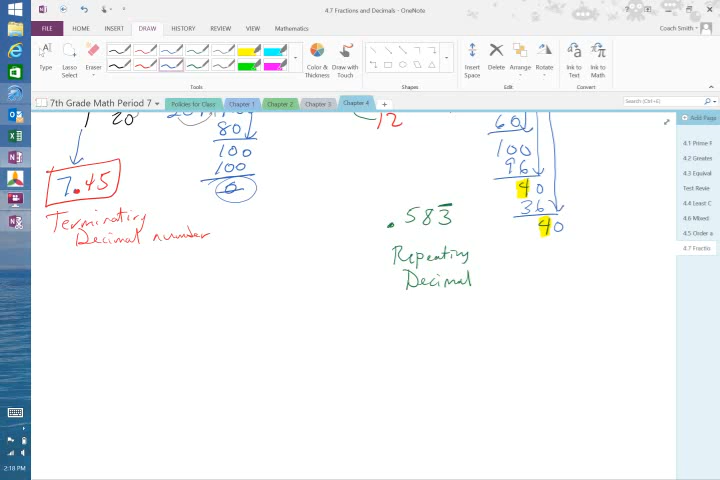 4.7 Fractions and Decimals - OneNote
FILE HOME INSERT DRAW HISTORY REVIEW VIEW Mathematics
Coach Smith
Type
Lasso Select
Eraser
Color & Thickness
Draw with Touch
Insert Space
Delete
Arrange
Rotate
Ink to Text
Ink to Math
Tools
Shapes
Edit
Convert
7th Grade Math Period 7
Policies for Class
Chapter 1
Chapter 2
Chapter 3
Chapter 4
Search (Ctrl+E)
Add Page
4.1 Prime F
4.2 Greates
4.3 Equival
Test Revie
4.4 Least C
4.6 Mixed
4.5 Order a
4.7 Fractio
20
80
100
100
0
7.45
Terminating
Decimal number
12
60
100
96
40
36
40
.583̅
Repeating
Decimal
2:18 PM